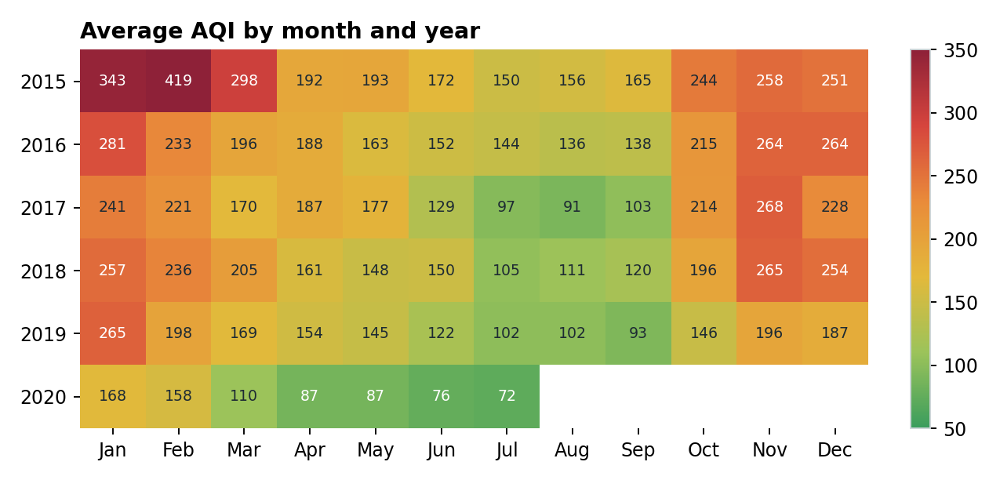 Average AQI by month and year
2015 343 419 298 192 193 172 150 156 165 244 258 251
2016 281 233 196 188 163 152 144 136 138 215 264 264
2017 241 221 170 187 177 129 97 91 103 214 268 228
2018 257 236 205 161 148 150 105 111 120 196 265 254
2019 265 198 169 154 145 122 102 102 93 146 196 187
2020 168 158 110 87 87 76 72
Jan Feb Mar Apr May Jun Jul Aug Sep Oct Nov Dec
350
300
250
200
150
100
50